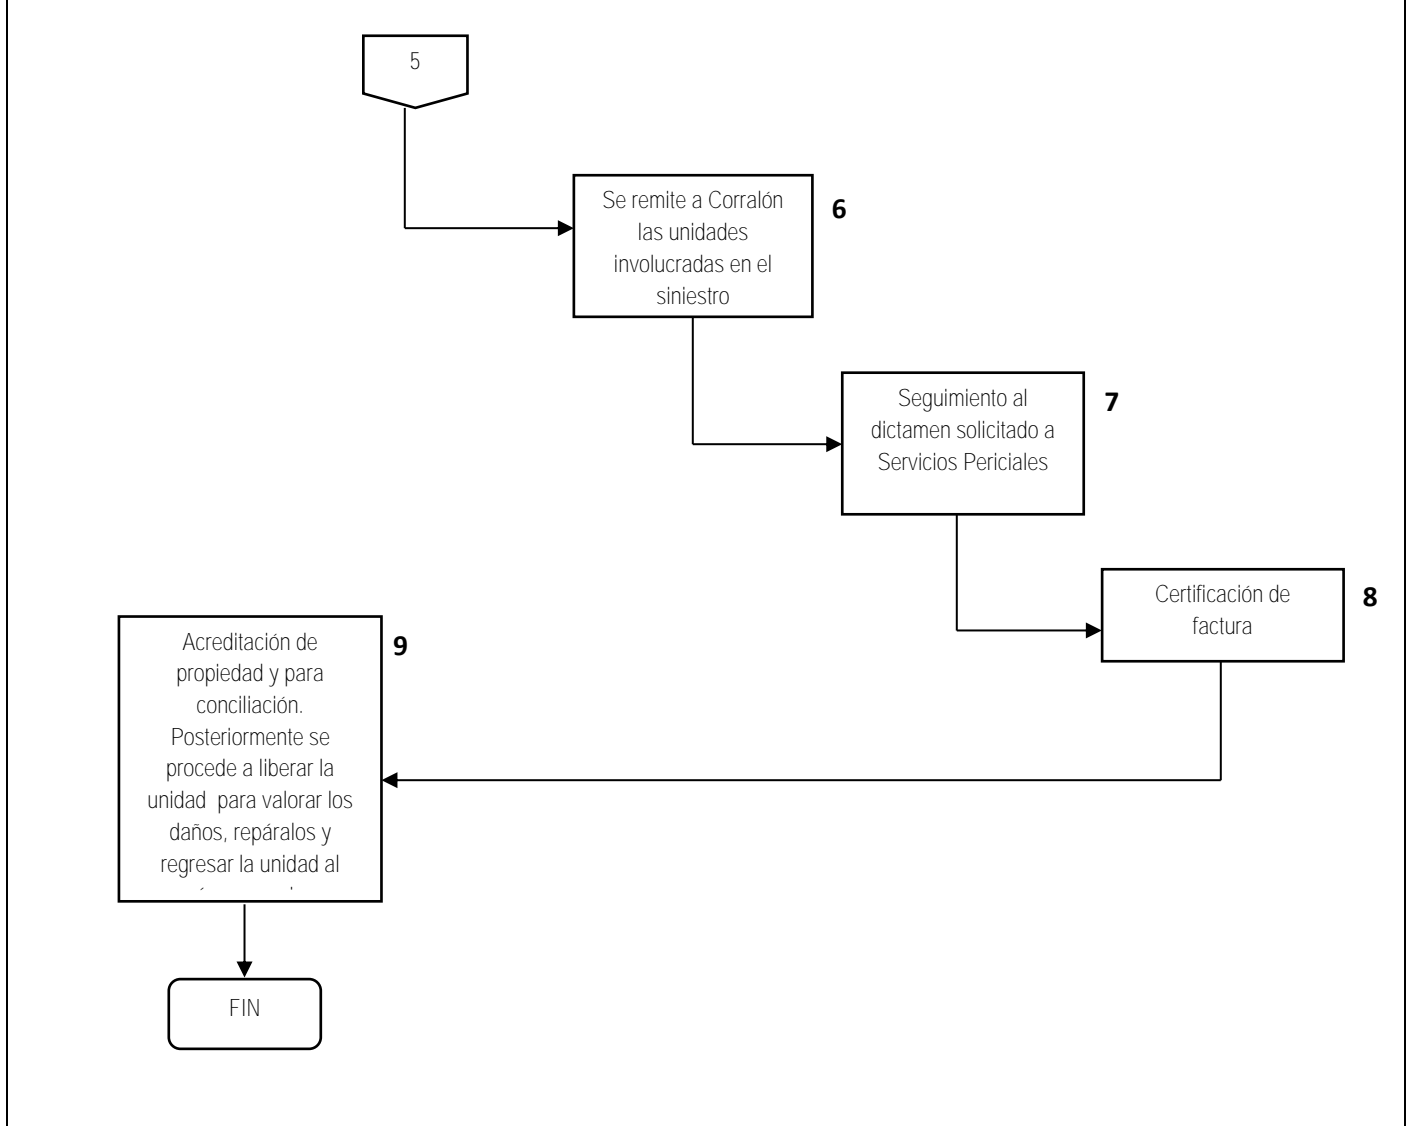 5
Se remite a Corralón
las unidades
involucradas en el
siniestro
6
Seguimiento al
dictamen solicitado a
Servicios Periciales
7
Certificación de
factura
8
Acreditación de
propiedad y para
conciliación.
Posteriormente se
procede a liberar la
unidad para valorar los
daños, repáralos y
regresar la unidad al
9
FIN